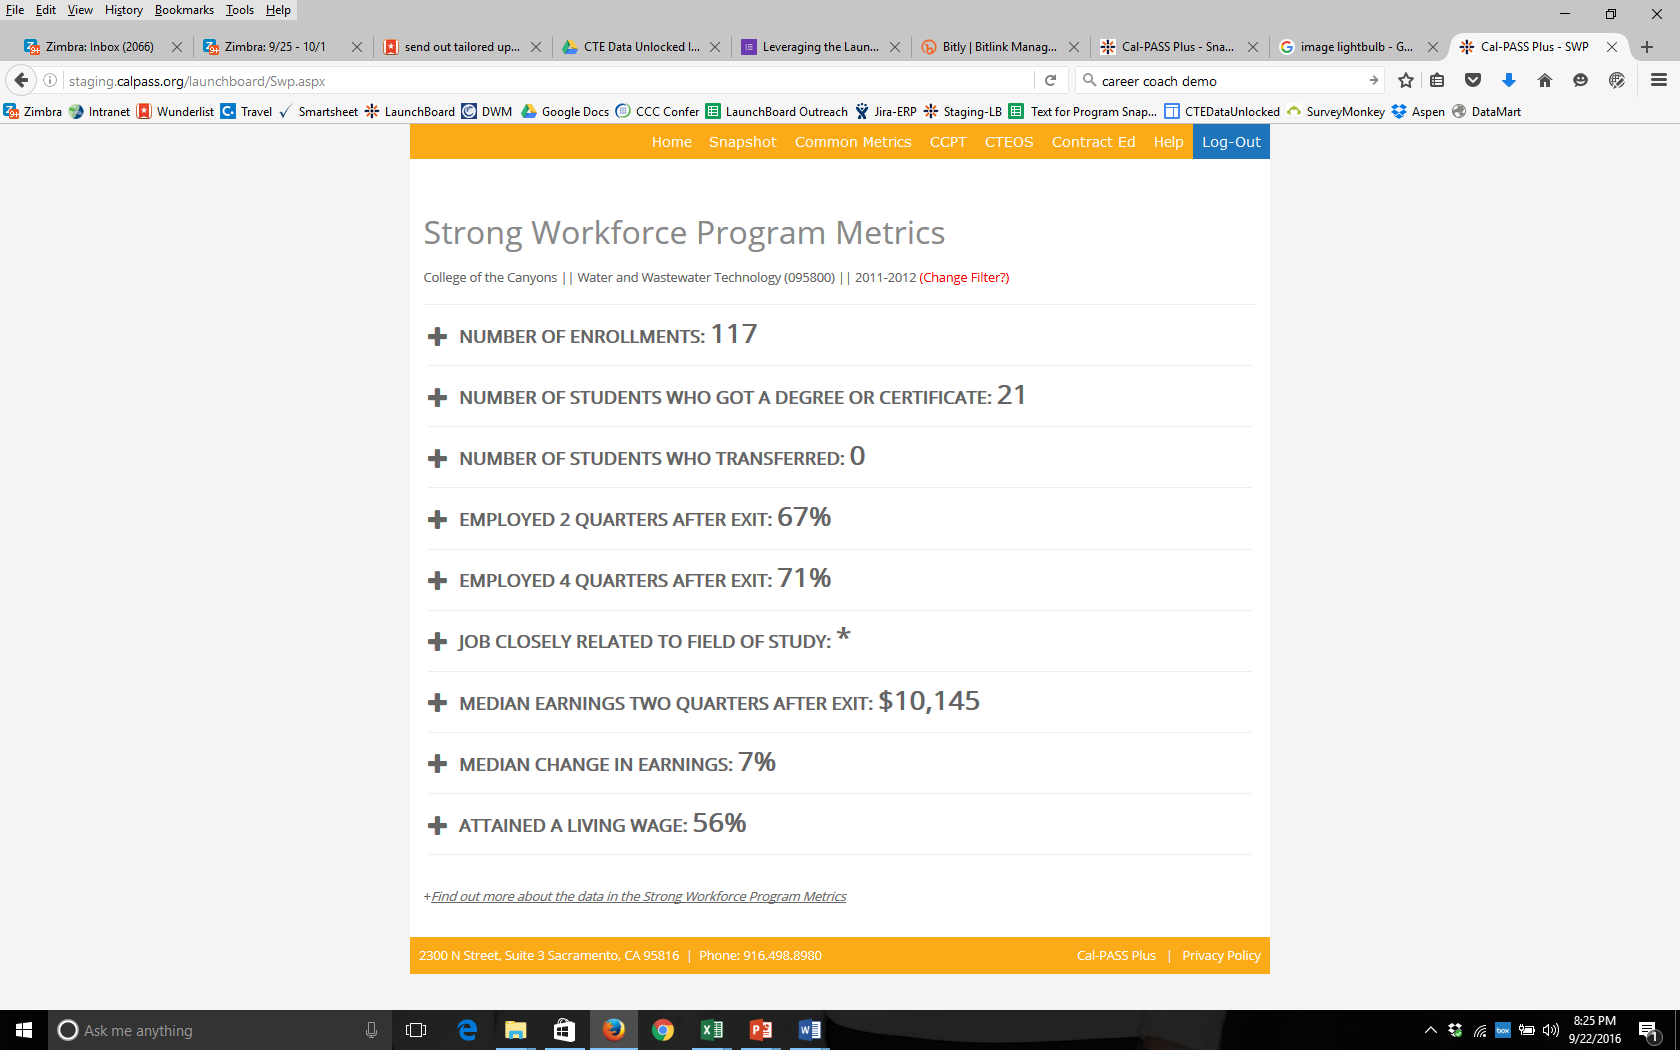 File Edit View History Bookmarks Tools Help
Zimbra: Inbox (2066) Zimbra: 9/25 - 10/1 send out tailored up... CTE Data Unlocked I... Leveraging the Laun... Bitly | Bitlink Manag... Cal-PASS Plus - Sna... image lightbulb - G... Cal-PASS Plus - SWP
staging.calpass.org/launchboard/Swp.aspx career coach demo
Zimbra Intranet Wunderlist Travel Smartsheet LaunchBoard DWM Google Docs CCC Confer LaunchBoard Outreach Jira-ERP Staging-LB Text for Program Snap... CTEDataUnlocked SurveyMonkey Aspen DataMart
Home Snapshot Common Metrics CCPT CTEOS Contract Ed Help Log-Out
Strong Workforce Program Metrics
College of the Canyons || Water and Wastewater Technology (095800) || 2011-2012 (Change Filter?)
NUMBER OF ENROLLMENTS: 117
NUMBER OF STUDENTS WHO GOT A DEGREE OR CERTIFICATE: 21
NUMBER OF STUDENTS WHO TRANSFERRED: 0
EMPLOYED 2 QUARTERS AFTER EXIT: 67%
EMPLOYED 4 QUARTERS AFTER EXIT: 71%
JOB CLOSELY RELATED TO FIELD OF STUDY: *
MEDIAN EARNINGS TWO QUARTERS AFTER EXIT: $10,145
MEDIAN CHANGE IN EARNINGS: 7%
ATTAINED A LIVING WAGE: 56%
+Find out more about the data in the Strong Workforce Program Metrics
2300 N Street, Suite 3 Sacramento, CA 95816 | Phone: 916.498.8980 Cal-PASS Plus | Privacy Policy
Ask me anything
8:25 PM
9/22/2016
1